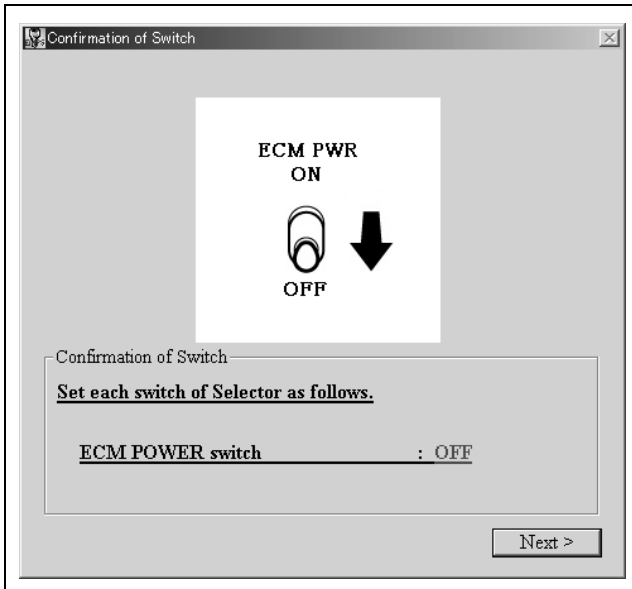 Confirmation of Switch
ECM PWR
ON
OFF
Confirmation of Switch
Set each switch of Selector as follows.
ECM POWER switch : OFF
Next >